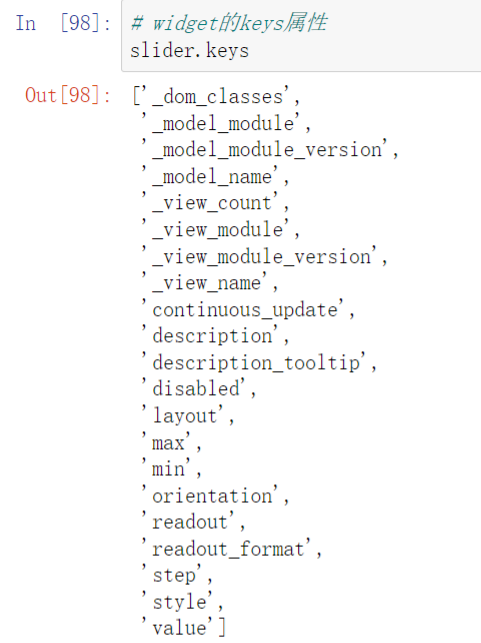 In [98]: # widget的keys属性
slider.keys
Out[98]: ['_dom_classes',
'_model_module',
'_model_module_version',
'_model_name',
'_view_count',
'_view_module',
'_view_module_version',
'_view_name',
'continuous_update',
'description',
'description_tooltip',
'disabled',
'layout',
'max',
'min',
'orientation',
'readout',
'readout_format',
'step',
'style',
'value']